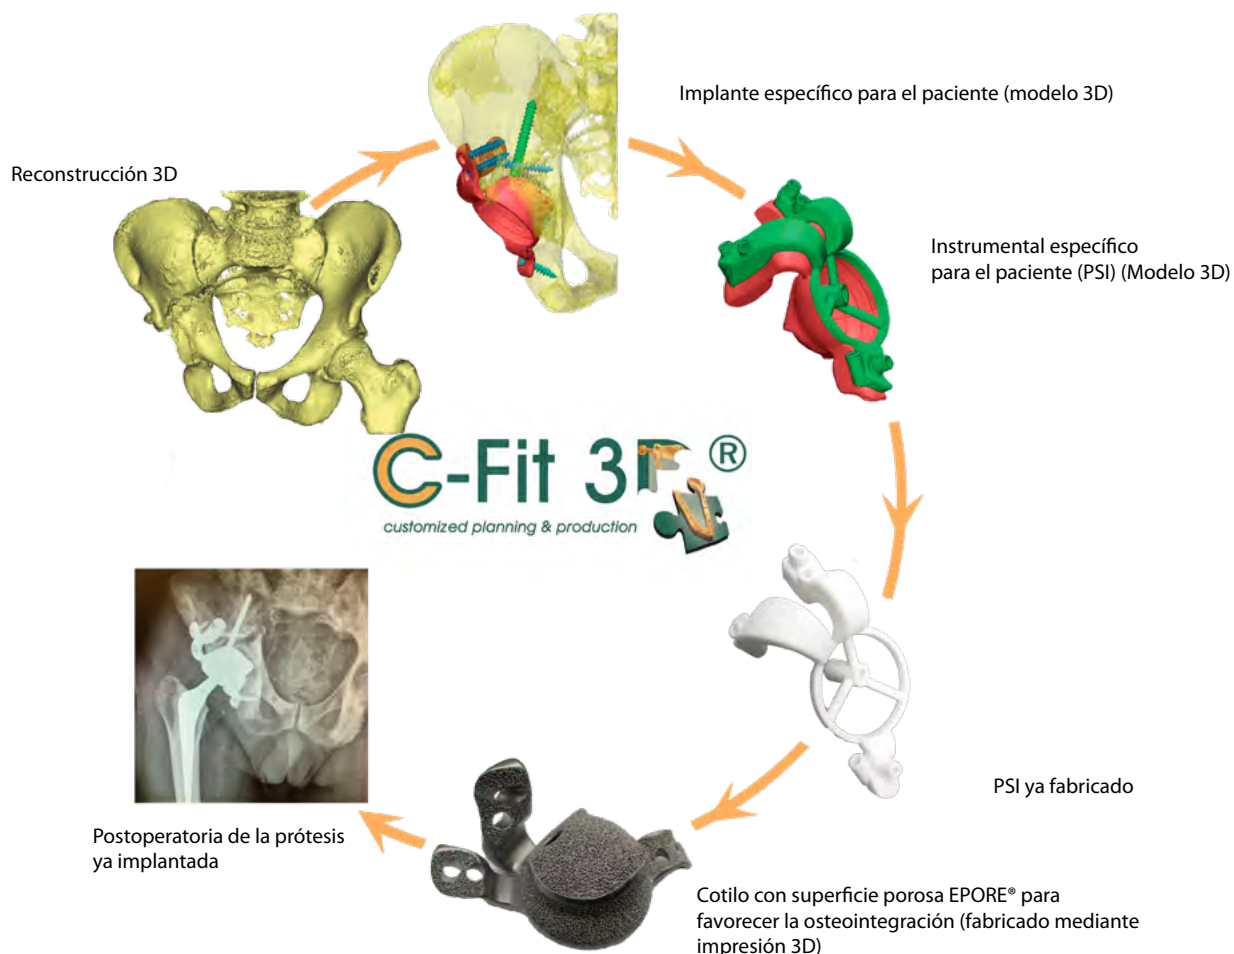 Implante específico para el paciente (modelo 3D)
Reconstrucción 3D
Instrumental específico
para el paciente (PSI) (Modelo 3D)
C-Fit 3D ®
customized planning & production
PSI ya fabricado
Postoperatoria de la prótesis
ya implantada
Cotilo con superficie porosa EPORE® para
favorecer la osteointegración (fabricado mediante
impresión 3D)